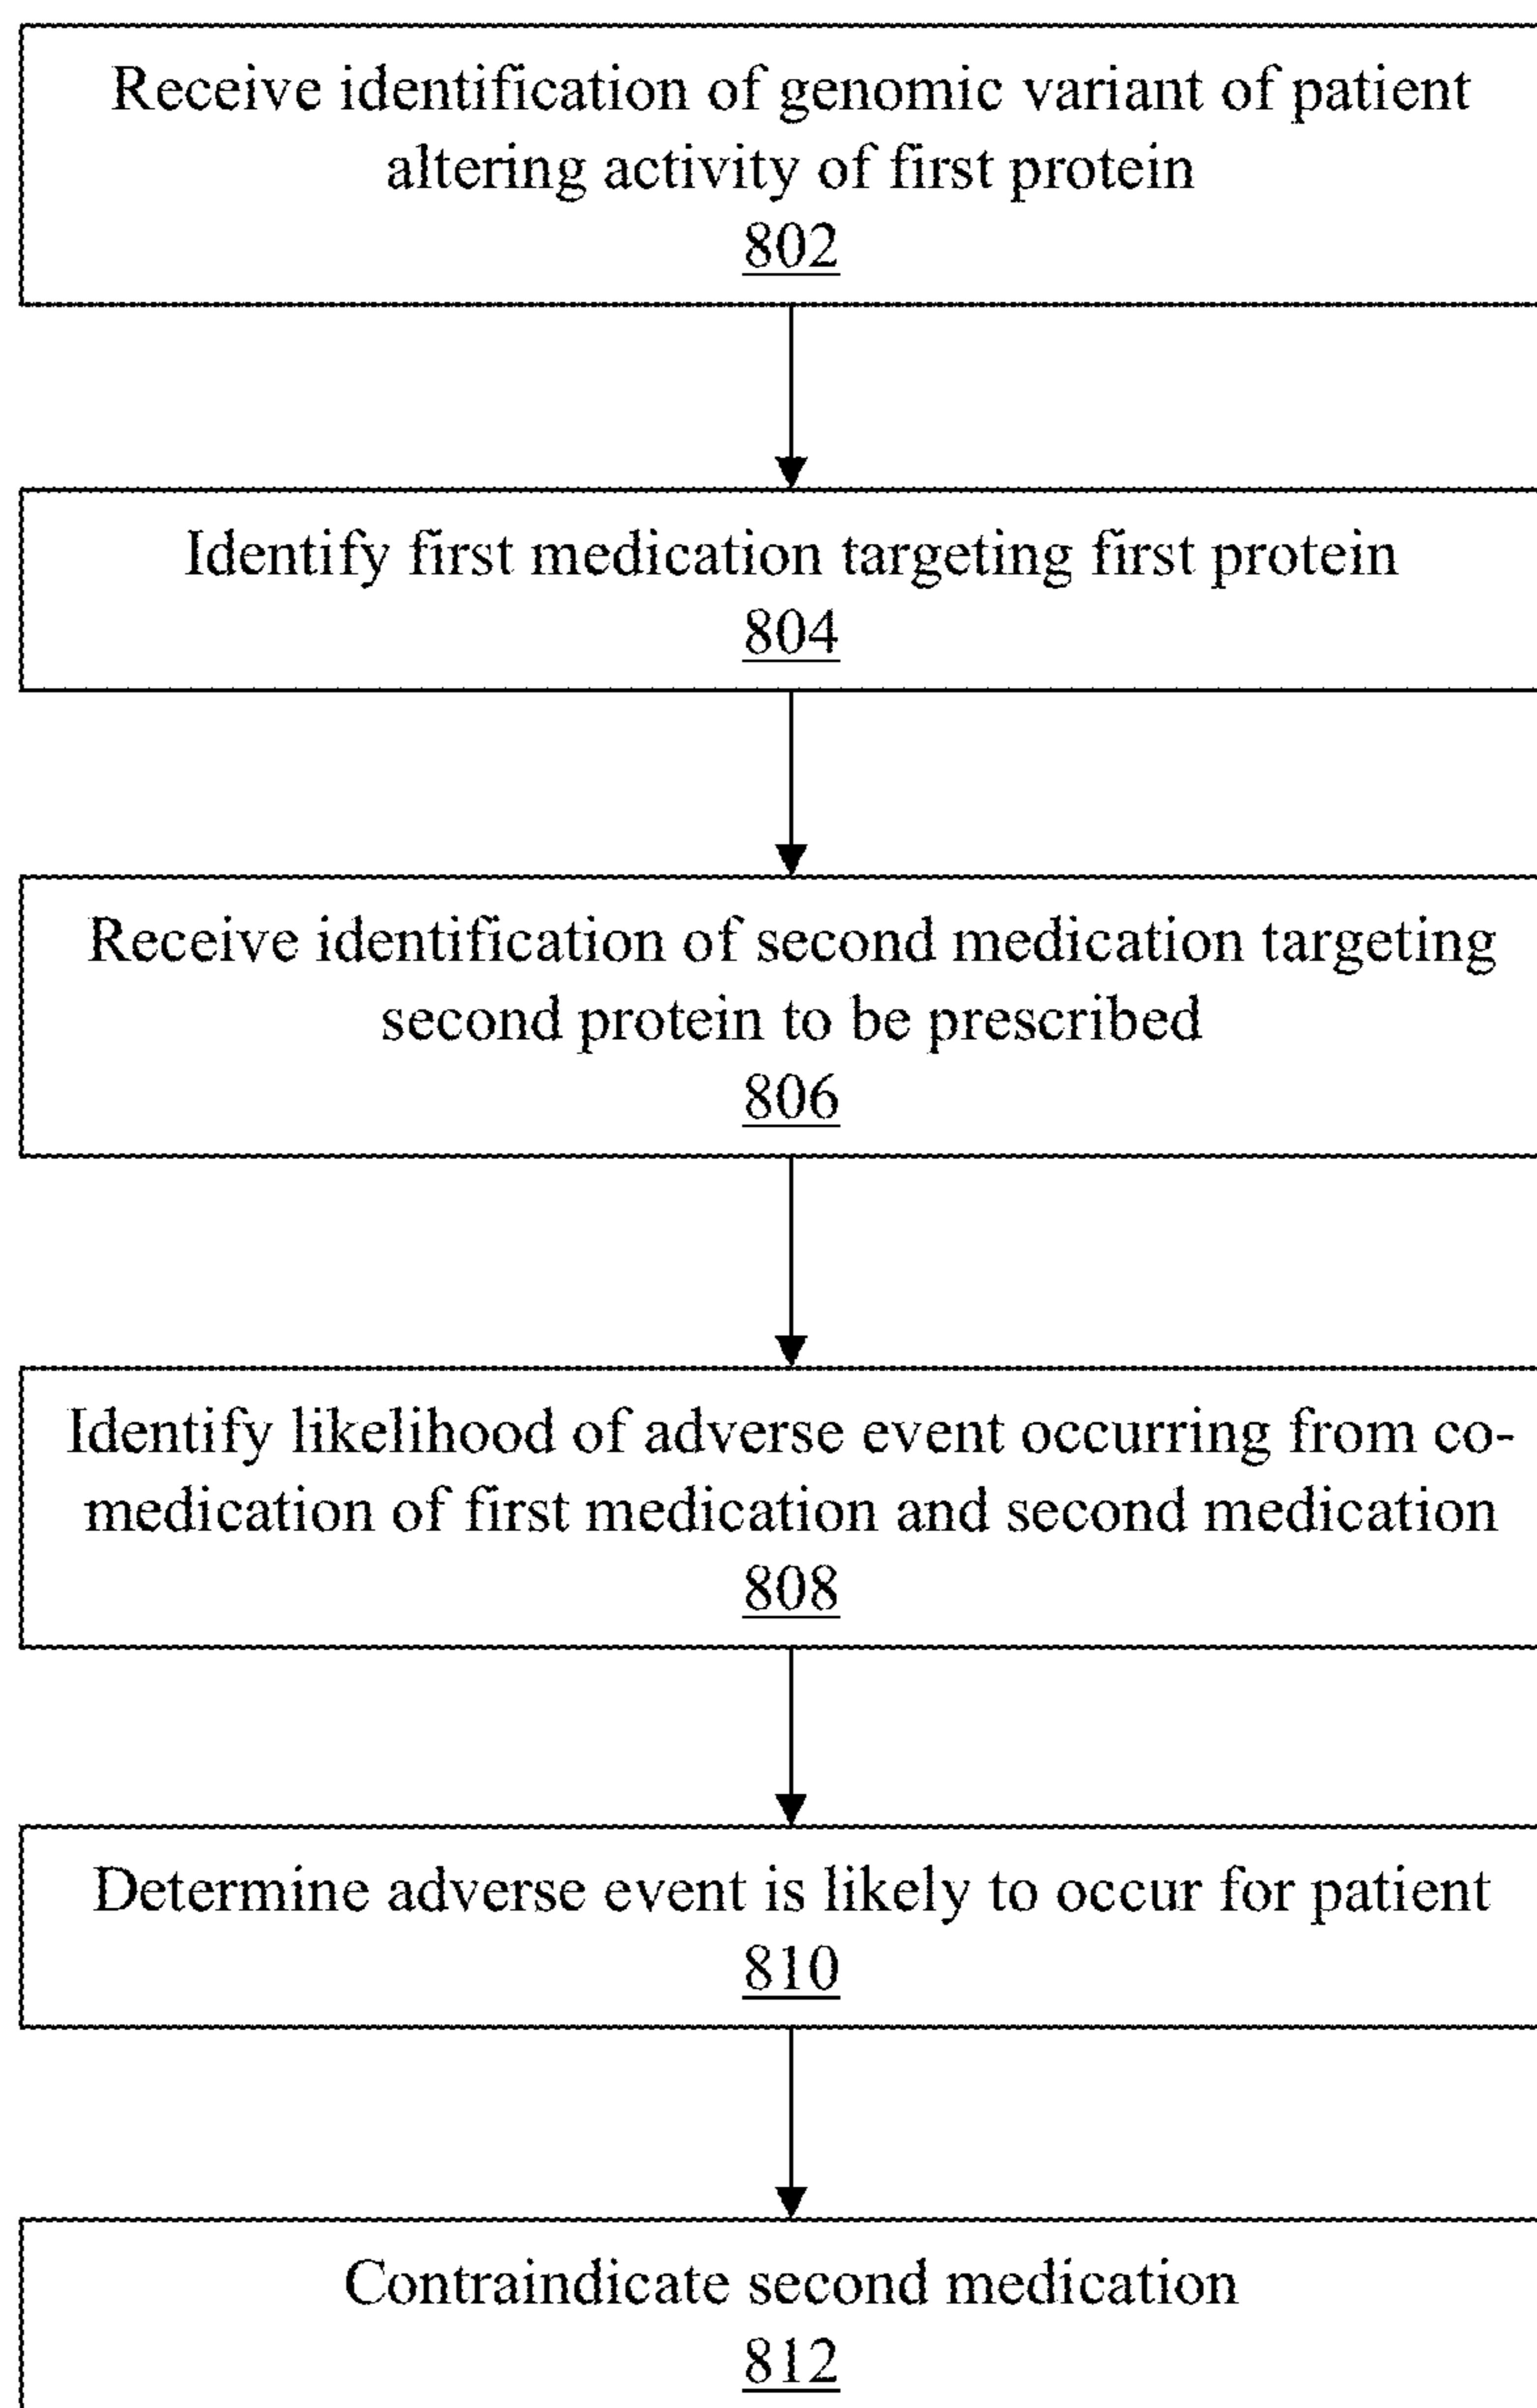 Receive identification of genomic variant of patient
altering activity of first protein
802
Identify first medication targeting first protein
804
Receive identification of second medication targeting
second protein to be prescribed
806
Identify likelihood of adverse event occurring from co-
medication of first medication and second medication
808
Determine adverse event is likely to occur for patient
810
Contraindicate second medication
812